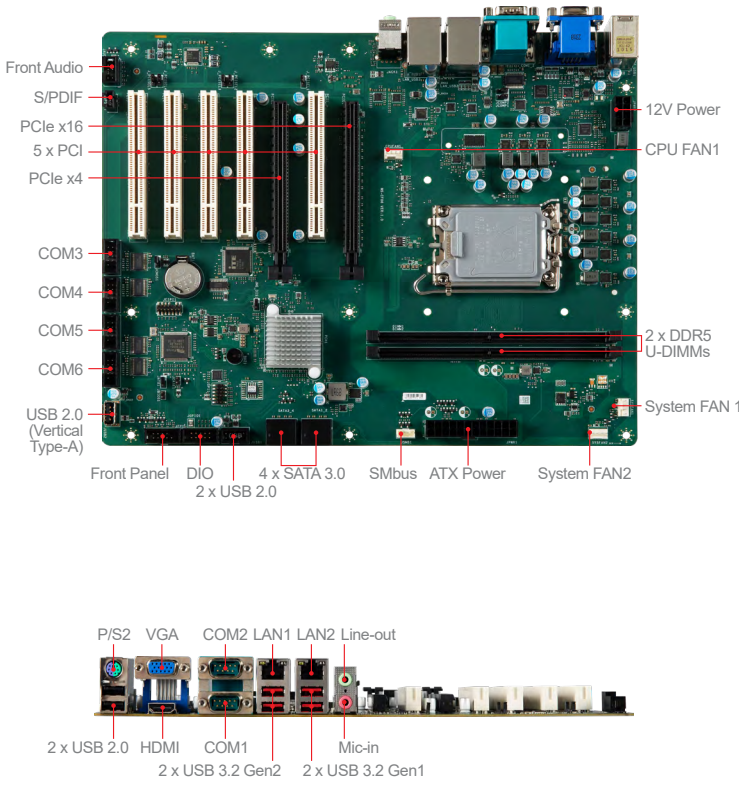 Front Audio
S/PDIF
PCIe x16
5 x PCI
PCIe x4
12V Power
CPU FAN1
COM3
COM4
COM5
COM6
2 x DDR5
U-DIMMs
USB 2.0
(Vertical
Type-A)
System FAN 1
Front Panel DIO 4 x SATA 3.0 SMbus ATX Power System FAN2
2 x USB 2.0
P/S2 VGA COM2 LAN1 LAN2 Line-out
2 x USB 2.0 HDMI COM1 Mic-in
2 x USB 3.2 Gen2 2 x USB 3.2 Gen1